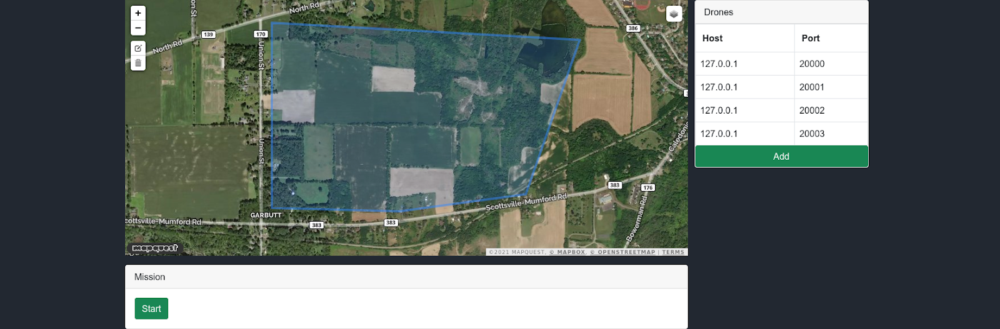 on St
North Rd
+
−
139
170
North Rd
Union St
386
Union St
Caledonia
383
176
Scottsville-Mumford Rd
GARBUTT
cottsville-Mumford Rd
383
383
Bowerman Rd
mapquest
©2021 MAPQUEST, © MAPBOX, © OPENSTREETMAP | TERMS
Drones
Host Port
127.0.0.1 20000
127.0.0.1 20001
127.0.0.1 20002
127.0.0.1 20003
Add
Mission
Start